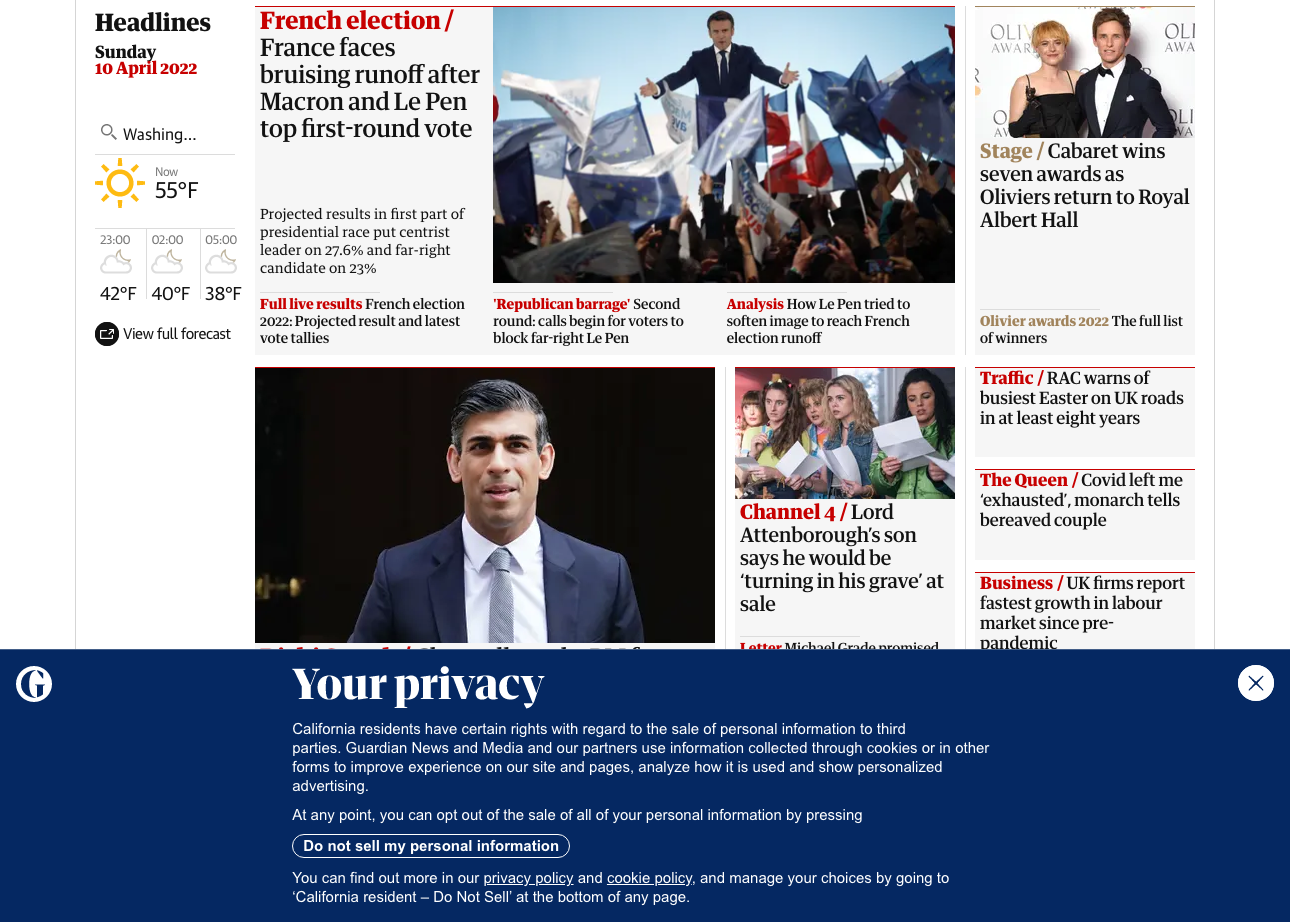 Headlines
Sunday
10 April 2022
Washing...
Now
55°F
23:00
02:00
05:00
42°F
40°F
38°F
View full forecast
French election /
France faces
bruising runoff after
Macron and Le Pen
top first-round vote
Projected results in first part of
presidential race put centrist
leader on 27.6% and far-right
candidate on 23%
Full live results French election
2022: Projected result and latest
vote tallies
'Republican barrage' Second
round: calls begin for voters to
block far-right Le Pen
Analysis How Le Pen tried to
soften image to reach French
election runoff
OLIV
AWAR
OLI
AWA
Stage / Cabaret wins
seven awards as
Oliviers return to Royal
Albert Hall
Olivier awards 2022 The full list
of winners
Channel 4 / Lord
Attenborough's son
says he would be
‘turning in his grave’ at
sale
Letter Michael Grade promised
Traffic / RAC warns of
busiest Easter on UK roads
in at least eight years
The Queen / Covid left me
‘exhausted’, monarch tells
bereaved couple
Business / UK firms report
fastest growth in labour
market since pre-
pandemic
Your privacy
California residents have certain rights with regard to the sale of personal information to third
parties. Guardian News and Media and our partners use information collected through cookies or in other
forms to improve experience on our site and pages, analyze how it is used and show personalized
advertising.
At any point, you can opt out of the sale of all of your personal information by pressing
Do not sell my personal information
You can find out more in our privacy policy and cookie policy, and manage your choices by going to
‘California resident – Do Not Sell’ at the bottom of any page.